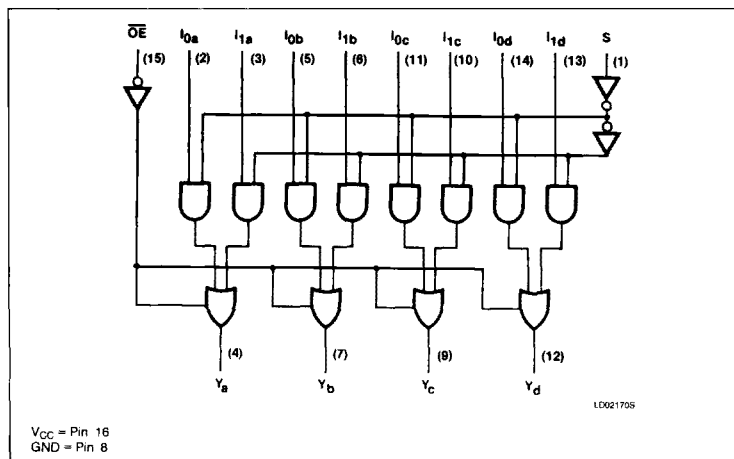 OE I0a I1a I0b I1b I0c I1c I0d I1d S
(15) (2) (3) (5) (6) (11) (10) (14) (13) (1)
(4) (7) (9) (12)
Ya Yb Yc Yd
LD02170S
VCC = Pin 16
GND = Pin 8